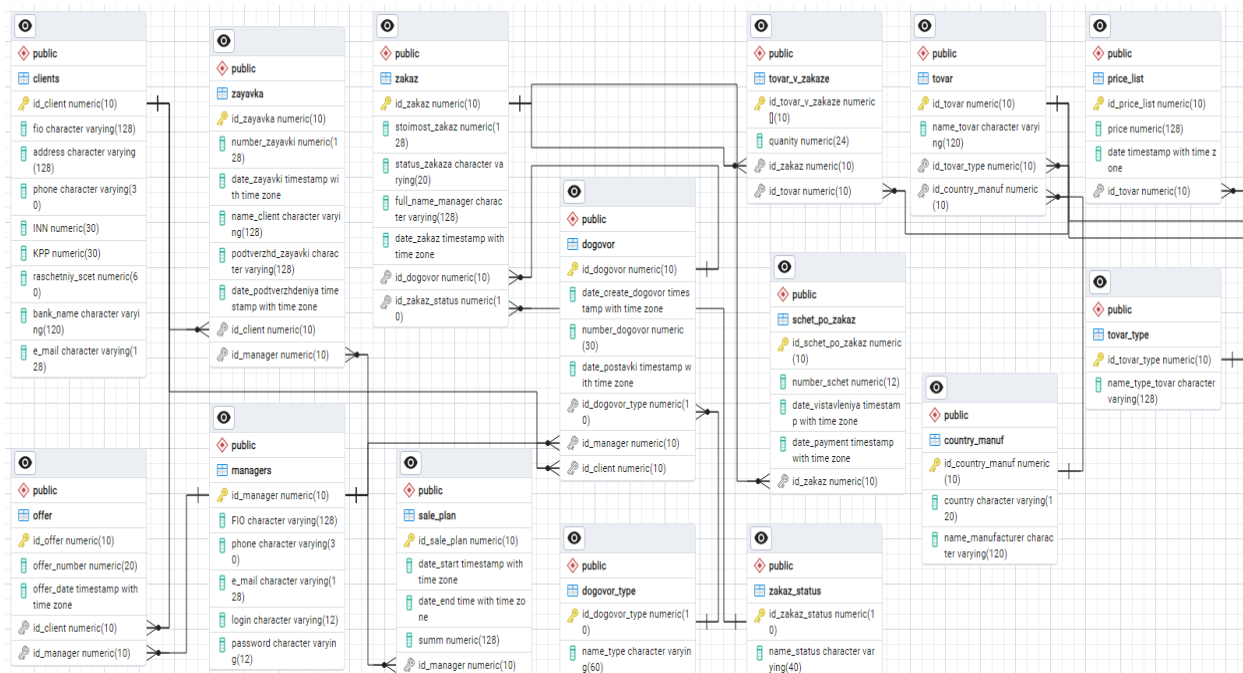 public
clients
id_client numeric(10)
fio character varying(128)
address character varying
(128)
phone character varying(3
0)
INN numeric(30)
KPP numeric(30)
raschetniy_scet numeric(6
0)
bank_name character varyi
ng(120)
e_mail character varying(1
28)
public
zayavka
id_zayavka numeric(10)
number_zayavki numeric(1
28)
date_zayavki timestamp wi
th time zone
name_client character varyi
ng(128)
podtverzhd_zayavki charac
ter varying(128)
date_podtverzhdeniya time
stamp with time zone
id_client numeric(10)
id_manager numeric(10)
public
zakaz
id_zakaz numeric(10)
stoimost_zakaz numeric(1
28)
status_zakaza character va
rying(20)
full_name_manager charac
ter varying(128)
date_zakaz timestamp with
time zone
id_dogovor numeric(10)
id_zakaz_status numeric(1
0)
public
dogovor
id_dogovor numeric(10)
date_create_dogovor times
tamp with time zone
number_dogovor numeric
(30)
date_postavki timestamp w
ith time zone
id_dogovor_type numeric(1
0)
id_manager numeric(10)
id_client numeric(10)
public
tovar_v_zakaze
id_tovar_v_zakaze numeric
[](10)
quanity numeric(24)
id_zakaz numeric(10)
id_tovar numeric(10)
public
tovar
id_tovar numeric(10)
name_tovar character varyi
ng(120)
id_tovar_type numeric(10)
id_country_manuf numeric
(10)
public
price_list
id_price_list numeric(10)
price numeric(128)
date timestamp with time z
one
id_tovar numeric(10)
public
schet_po_zakaz
id_schet_po_zakaz numeric
(10)
number_schet numeric(12)
date_vistavleniya timestam
p with time zone
date_payment timestamp
with time zone
id_zakaz numeric(10)
public
tovar_type
id_tovar_type numeric(10)
name_type_tovar character
varying(128)
public
country_manuf
id_country_manuf numeric
(10)
country character varying(1
20)
name_manufacturer charac
ter varying(120)
public
offer
id_offer numeric(10)
offer_number numeric(20)
offer_date timestamp with
time zone
id_client numeric(10)
id_manager numeric(10)
public
managers
id_manager numeric(10)
FIO character varying(128)
phone character varying(3
0)
e_mail character varying(1
28)
login character varying(12)
password character varyin
g(12)
public
sale_plan
id_sale_plan numeric(10)
date_start timestamp with
time zone
date_end time with time zo
ne
summ numeric(128)
id_manager numeric(10)
public
dogovor_type
id_dogovor_type numeric(1
0)
name_type character varyin
g(60)
public
zakaz_status
id_zakaz_status numeric(1
0)
name_status character var
ying(40)